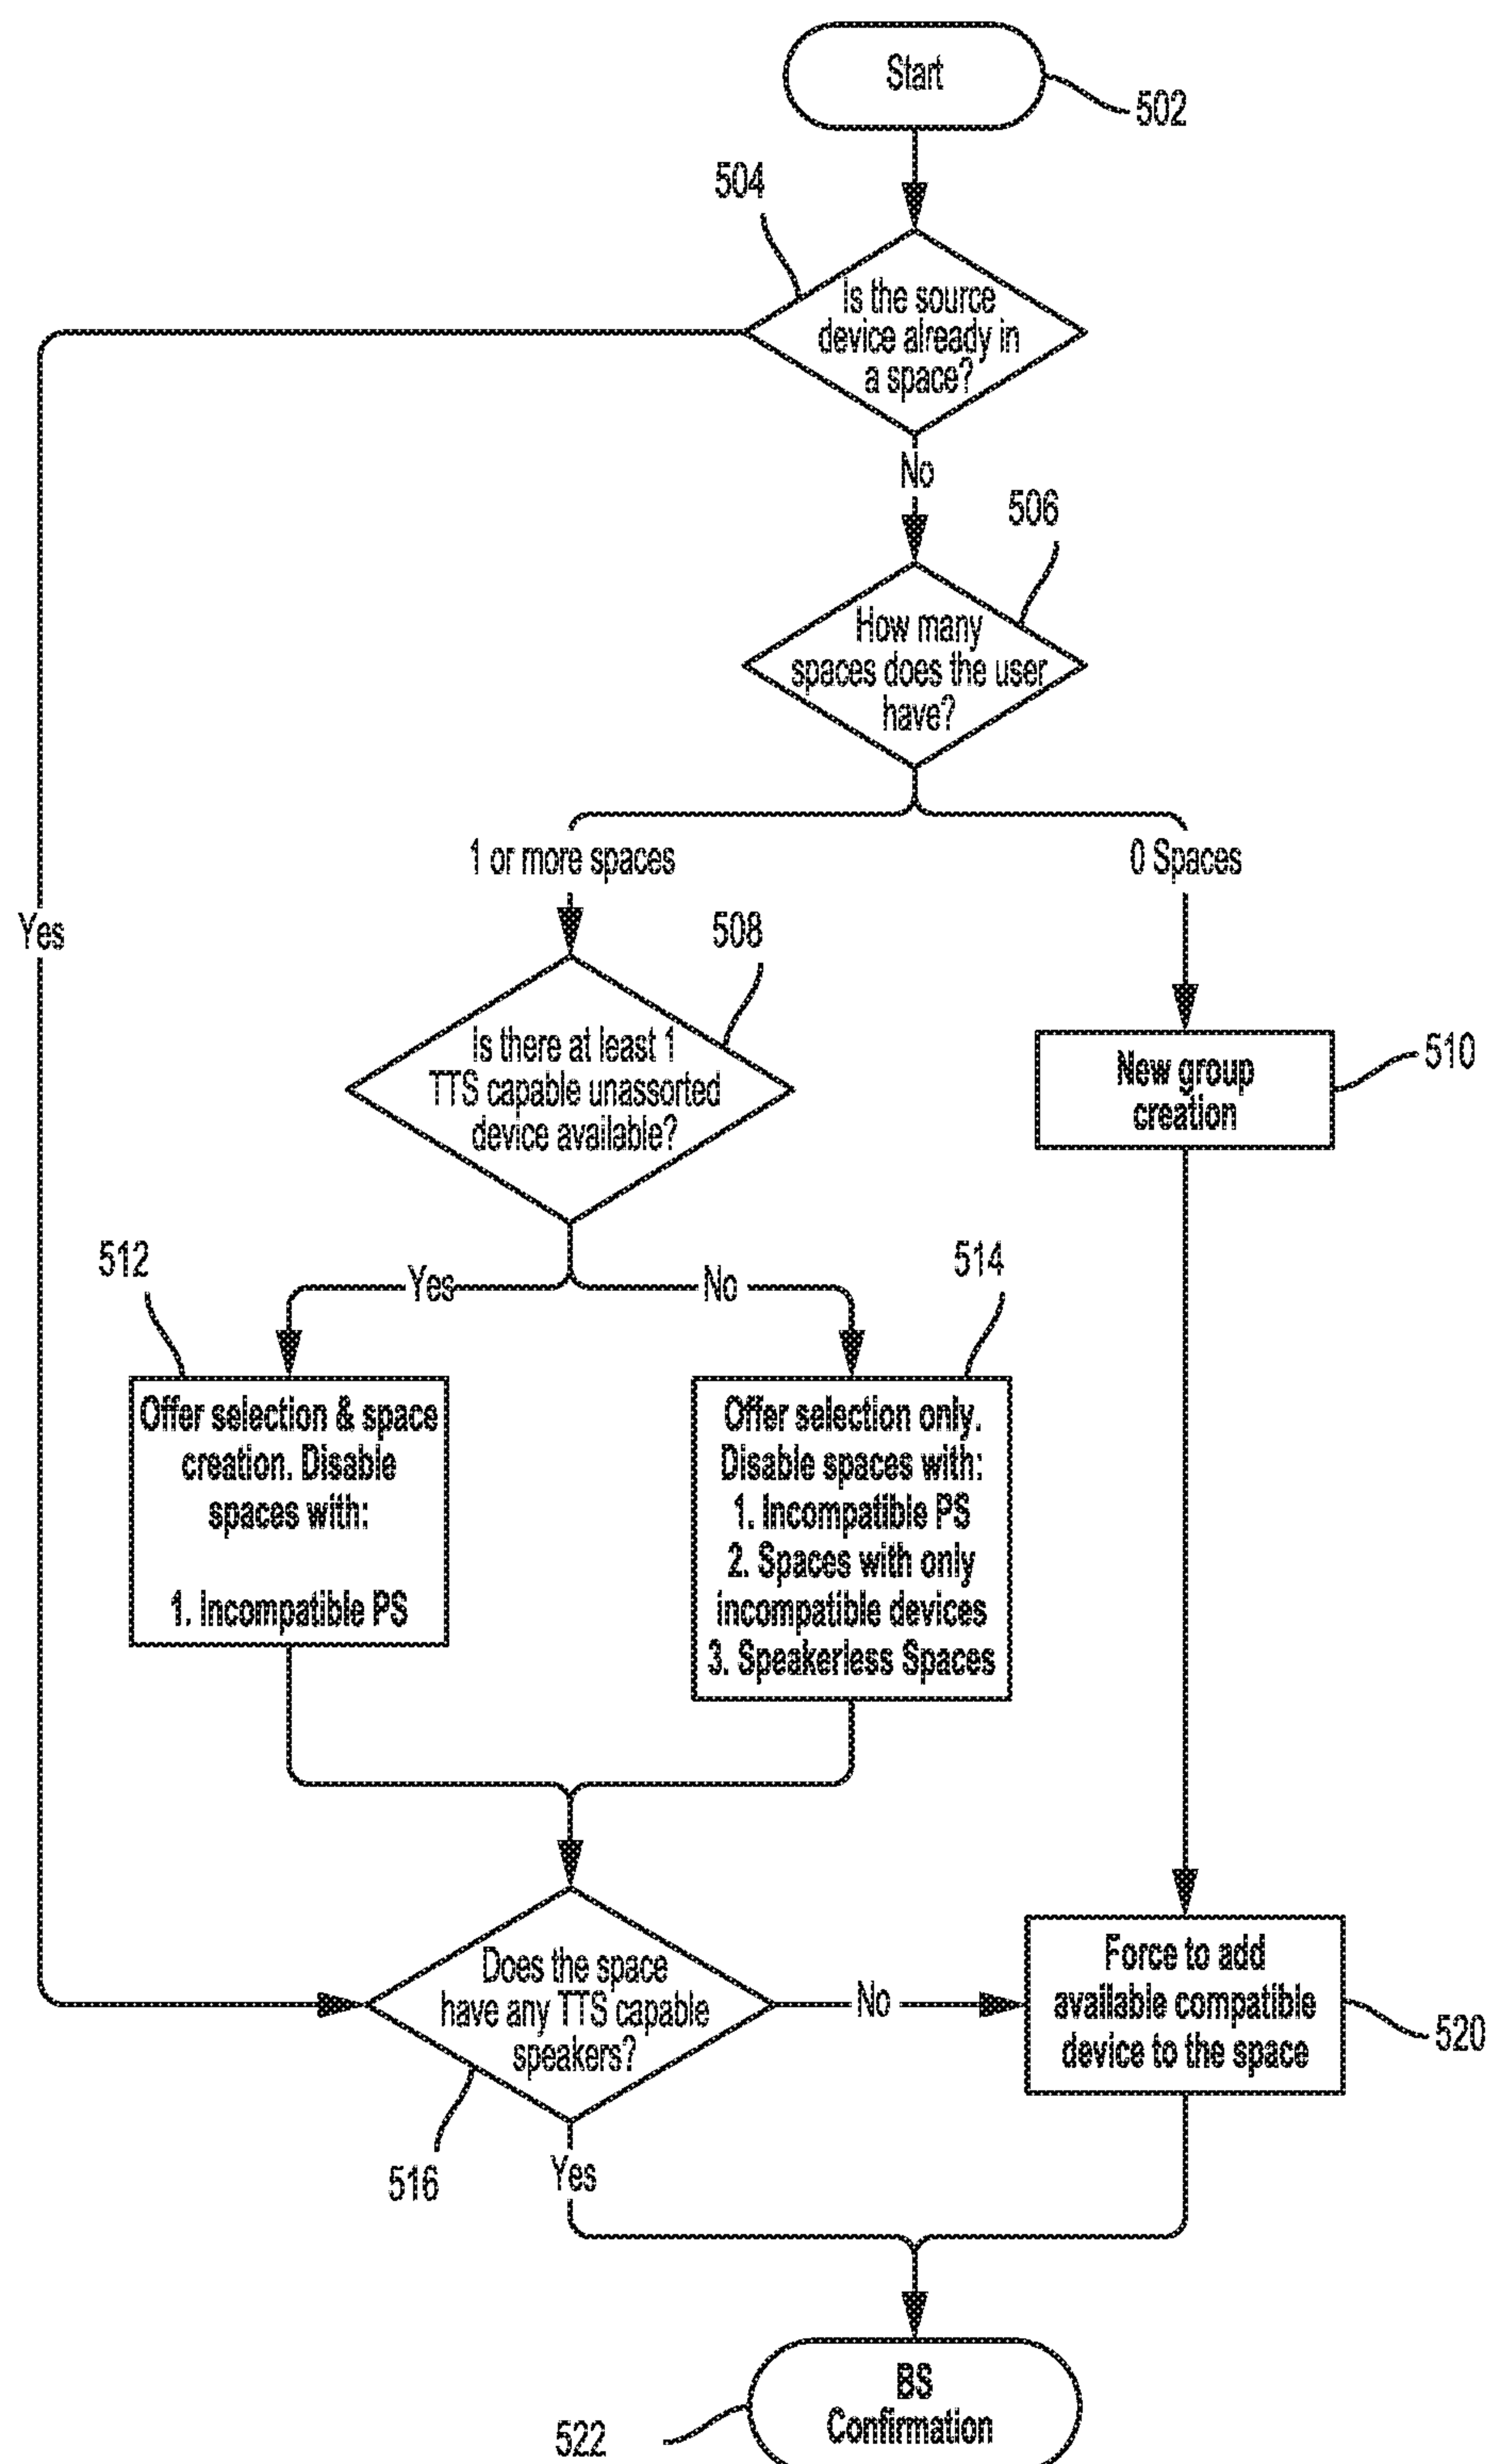 Start
502
504
Is the source
device already in
a space?
No
506
How many
spaces does the user
have?
1 or more spaces
0 Spaces
Yes
508
Is there at least 1
TTS capable unassorted
device available?
New group
creation
510
512
Yes
No
514
Offer selection & space
creation. Disable
spaces with:
1. Incompatible PS
Offer selection only.
Disable spaces with:
1. Incompatible PS
2. Spaces with only
incompatible devices
3. Speakerless Spaces
Does the space
have any TTS capable
speakers?
No
Force to add
available compatible
device to the space
520
516
Yes
BS
Confirmation
522